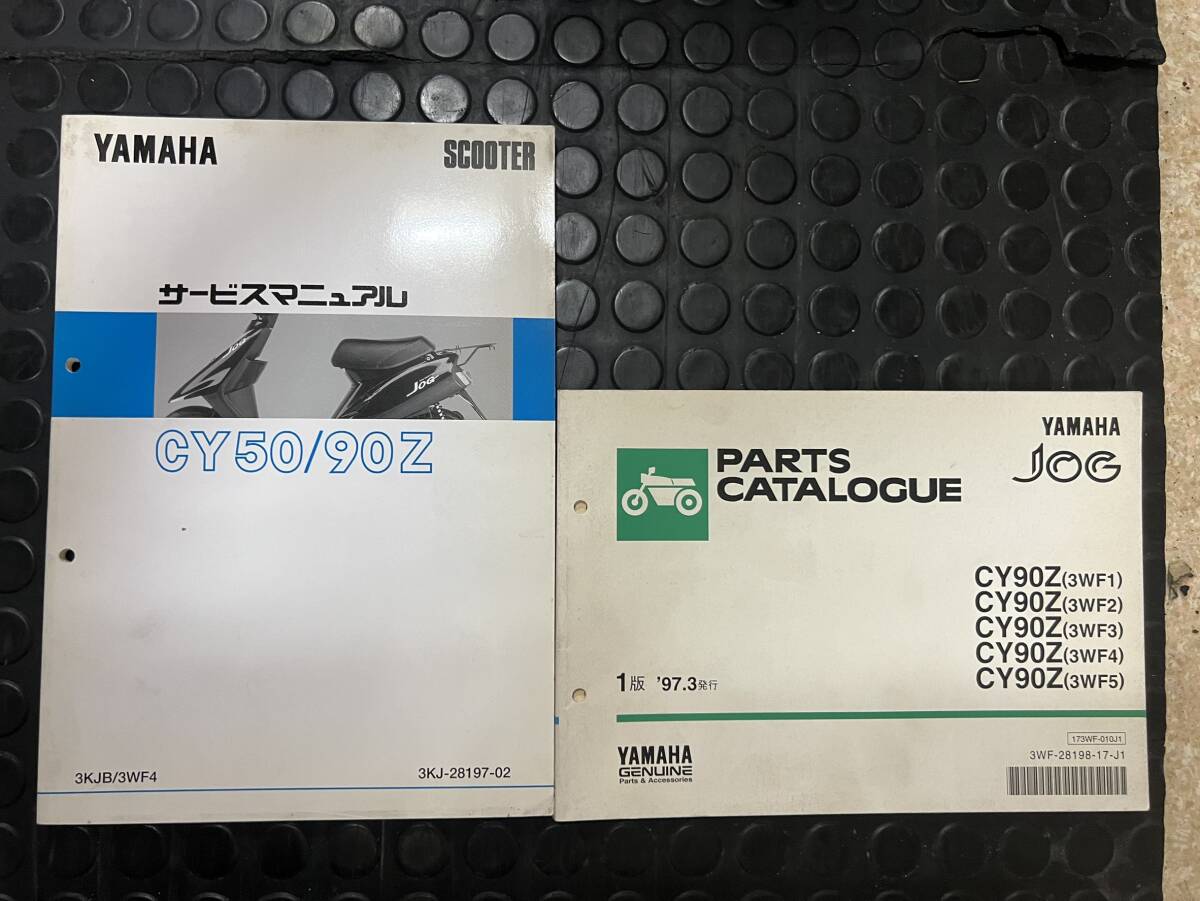 YAMAHA SCOOTER
サービスマニュアル
JOG
JOG
CY50/90Z
3KJB/3WF4 3KJ-28197-02
YAMAHA
JOG
PARTS
CATALOGUE
CY90Z(3WF1)
CY90Z(3WF2)
CY90Z(3WF3)
CY90Z(3WF4)
CY90Z(3WF5)
1版 '97.3発行
173WF-010J1
3WF-28198-17-J1
YAMAHA
GENUINE
Parts & Accessories